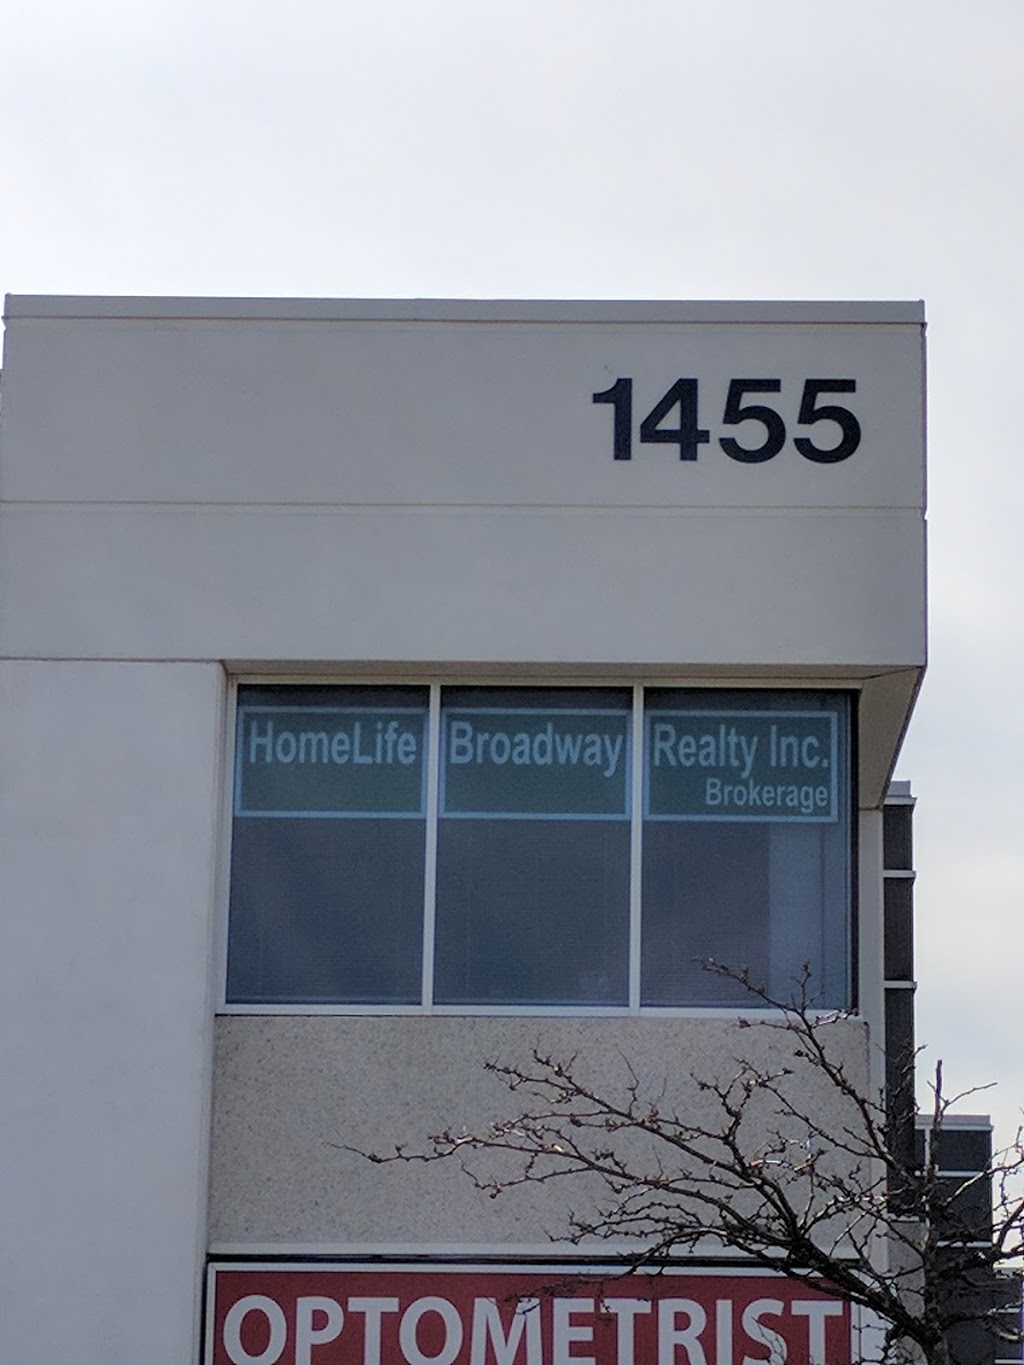 1455
HomeLife Broadway Realty Inc.
Brokerage
OPTOMETRIST